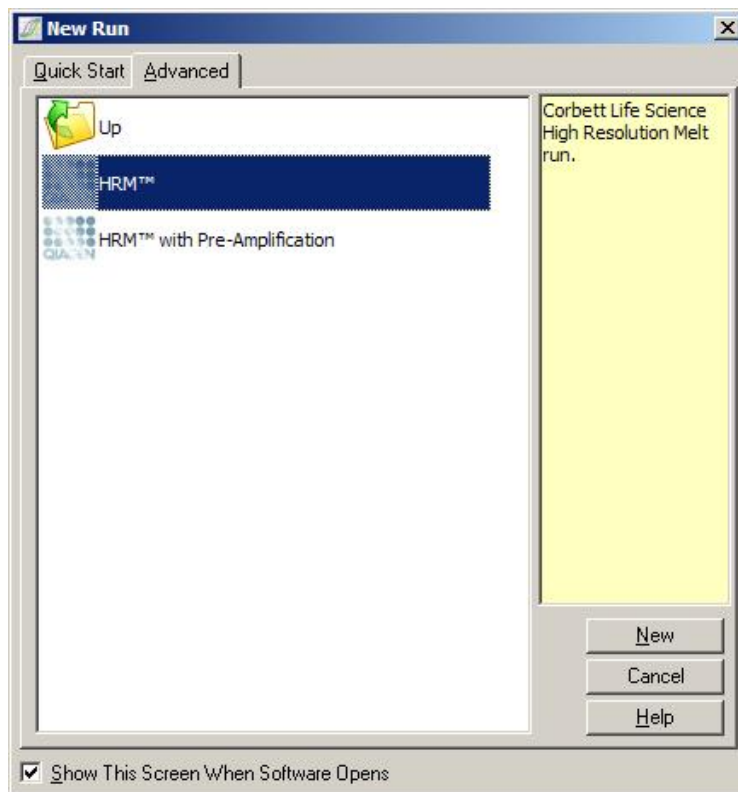 New Run
Quick Start Advanced
Up
HRM™
QIAGEN
HRM™ with Pre-Amplification
Corbett Life Science
High Resolution Melt
run.
New
Cancel
Help
Show This Screen When Software Opens